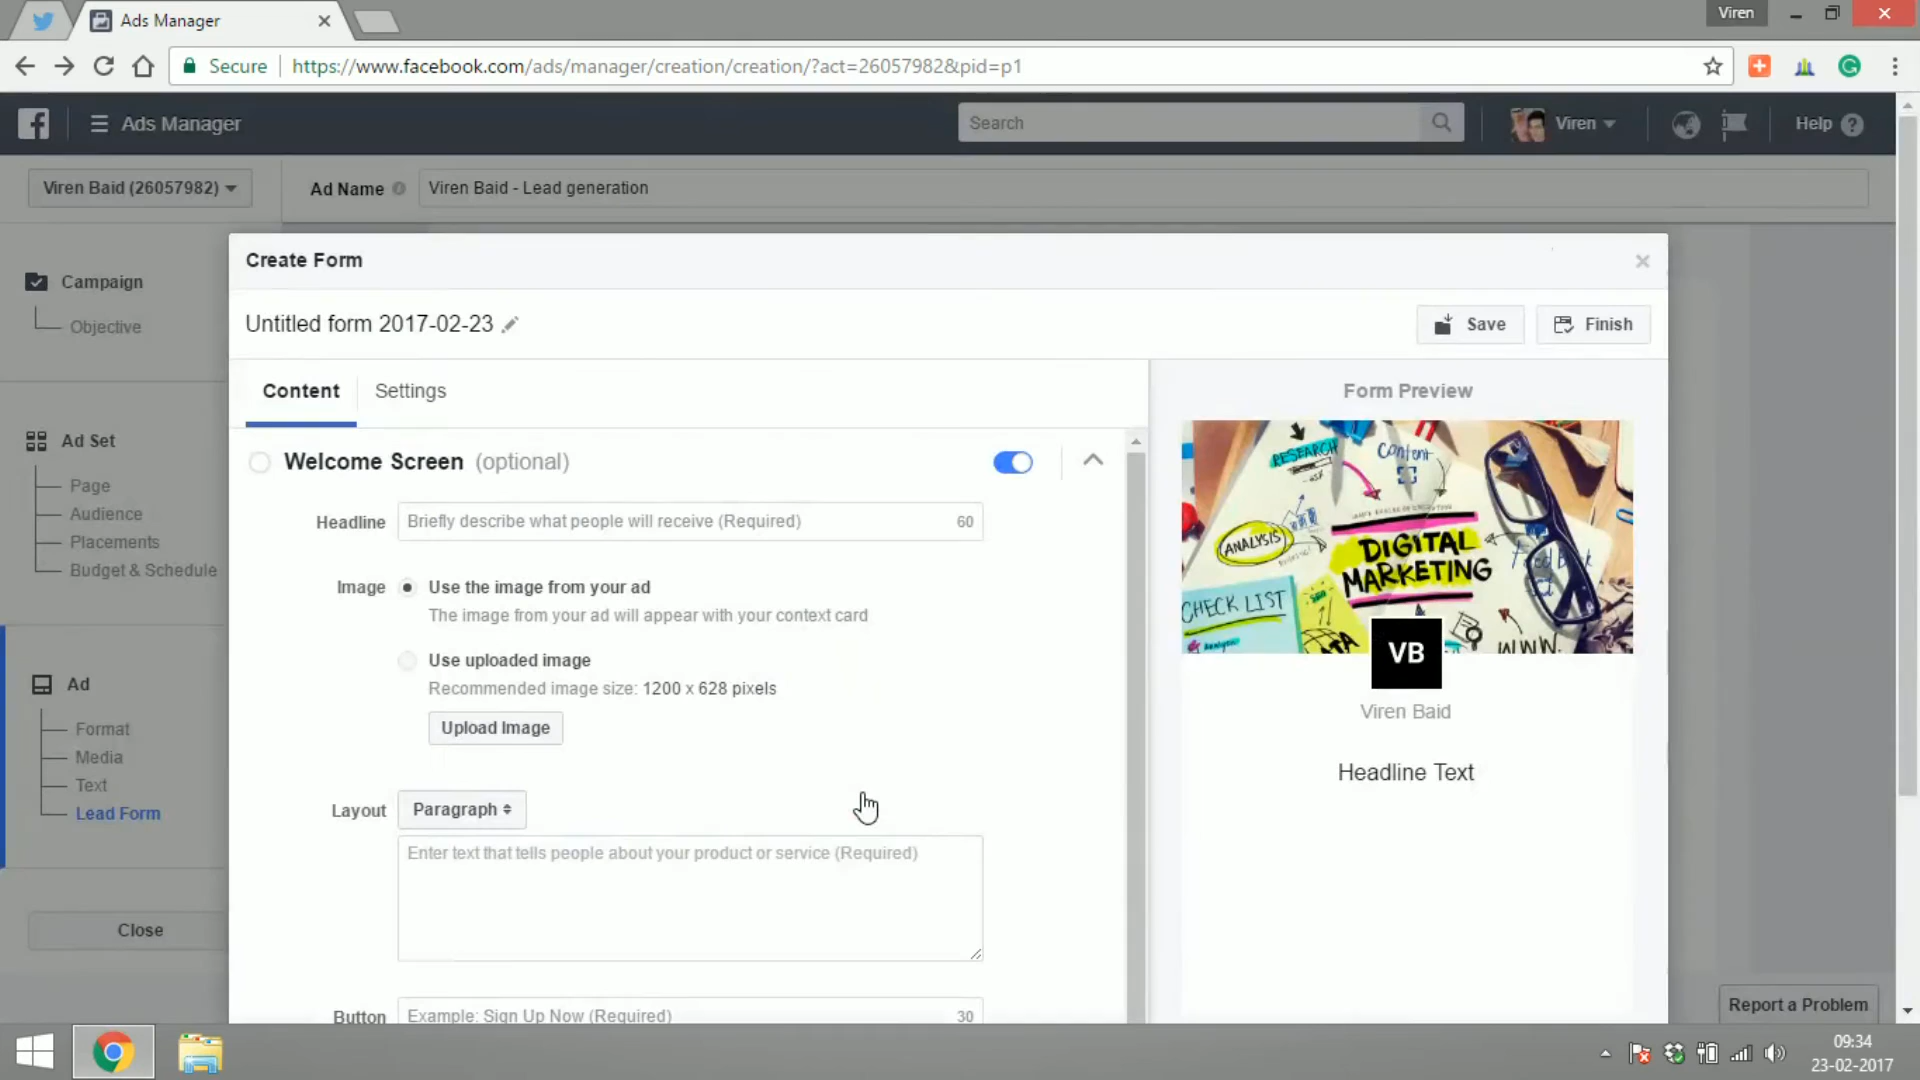 Ads Manager
Viren
Secure
https://www.facebook.com/ads/manager/creation/creation/?act=26057982&pid=p1
Ads Manager
Search
Viren
Help ?
Viren Baid (26057982)
Ad Name
Viren Baid - Lead generation
Campaign
Objective
Ad Set
Page
Audience
Placements
Budget & Schedule
Ad
Format
Media
Text
Lead Form
Close
Create Form
Untitled form 2017-02-23
Save
Finish
Content
Settings
Welcome Screen (optional)
Headline
Briefly describe what people will receive (Required)
60
Image
Use the image from your ad
The image from your ad will appear with your context card
Use uploaded image
Recommended image size: 1200 x 628 pixels
Upload Image
Layout
Paragraph
Enter text that tells people about your product or service (Required)
Button
Example: Sign Up Now (Required)
30
Form Preview
RESEARCH
Content
ANALYSIS
DIGITAL
MARKETING
CHECK LIST
WWW.
VB
Viren Baid
Headline Text
Report a Problem
09:34
23-02-2017